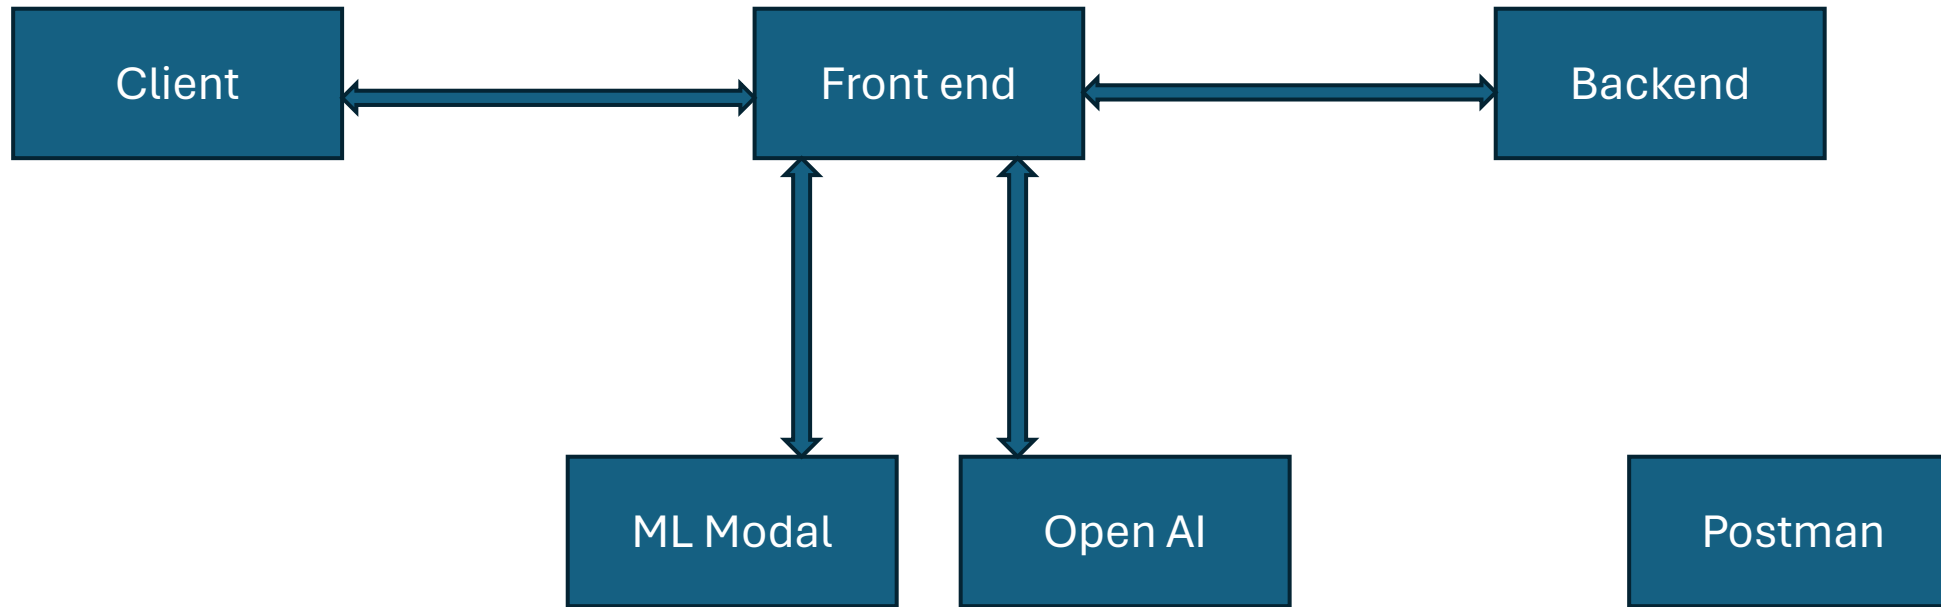 Client
Front end
Backend
ML Modal
Open AI
Postman